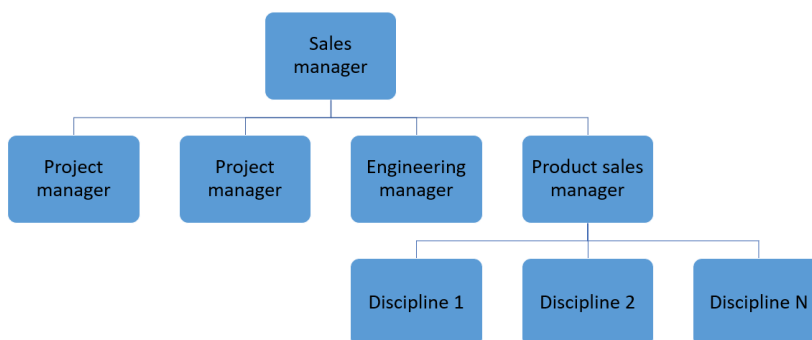 Sales
manager
Project
manager
Project
manager
Engineering
manager
Product sales
manager
Discipline 1
Discipline 2
Discipline N